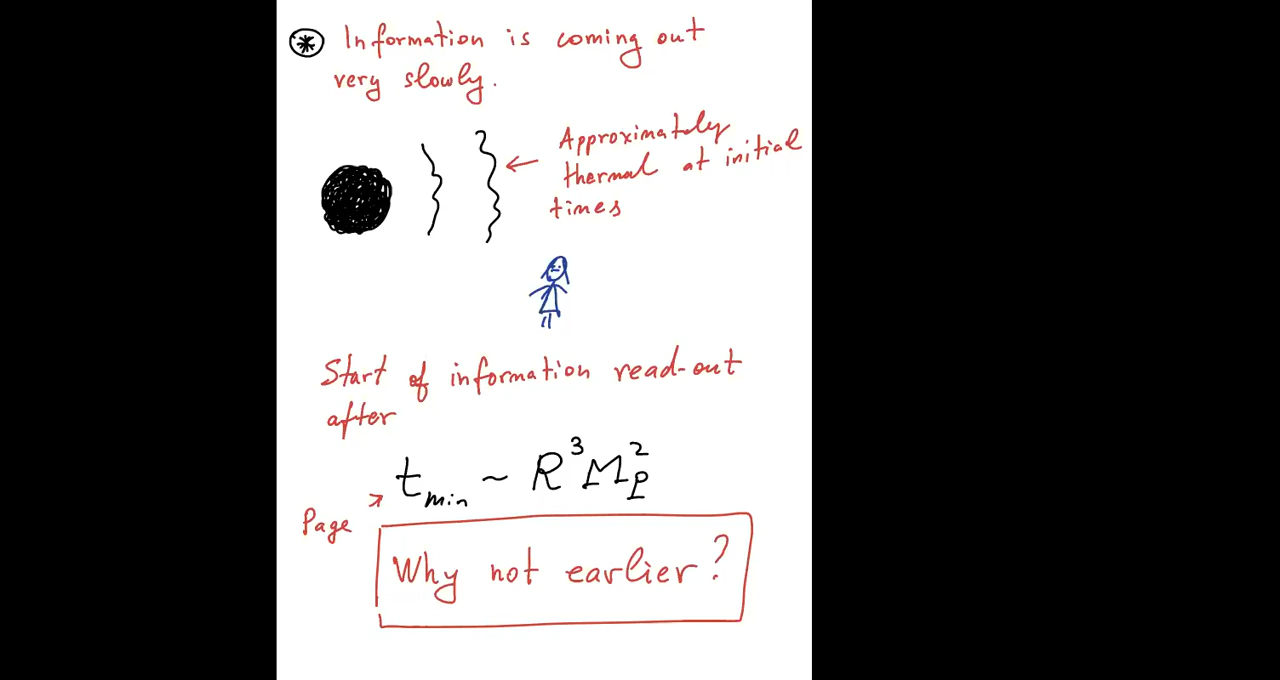 Information is coming out
very slowly.
Approximately
thermal at initial
times
Start of information read-out
after
t_min ~ R^3 M_P^2
Page
Why not earlier?